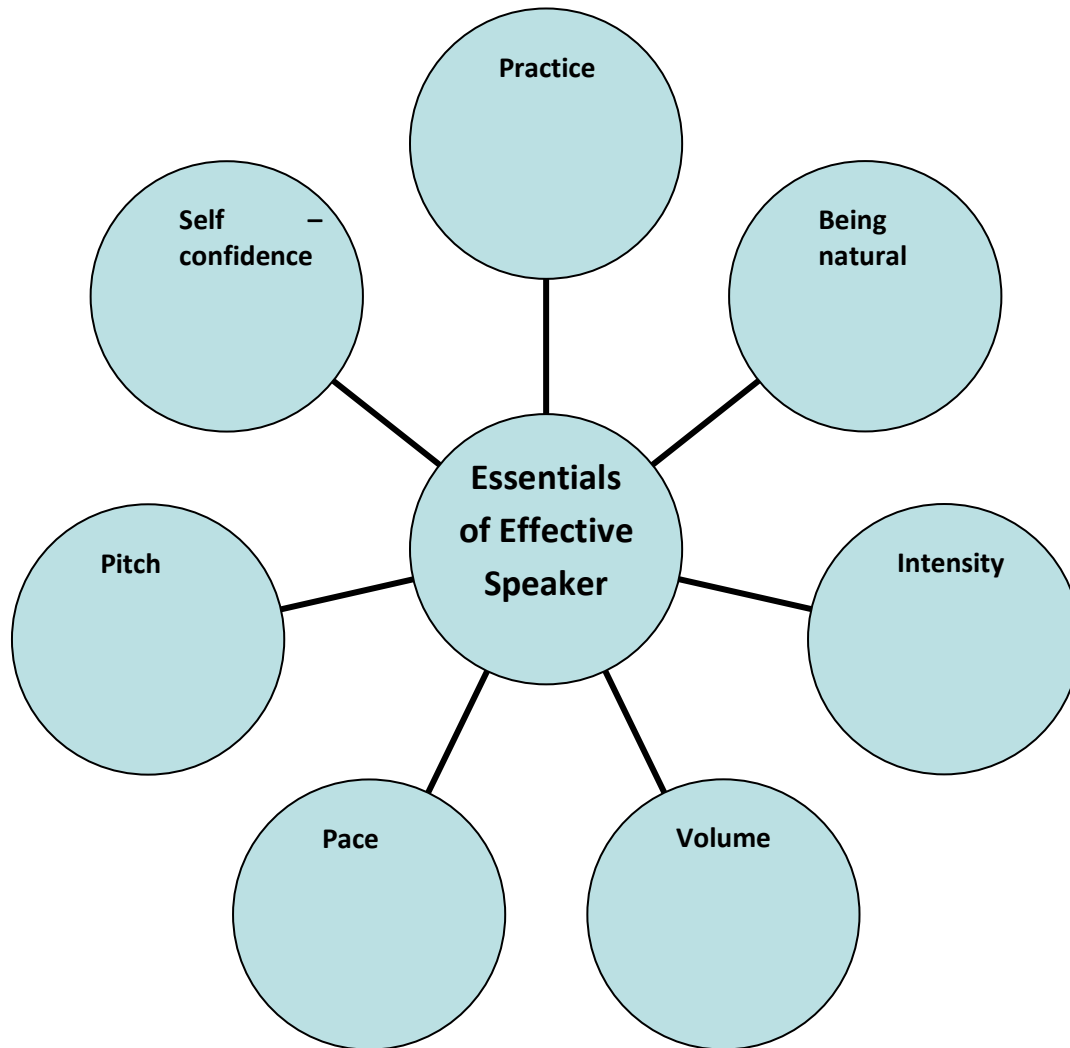 Practice
Self –
confidence
Being
natural
Essentials
of Effective
Speaker
Pitch
Intensity
Pace
Volume